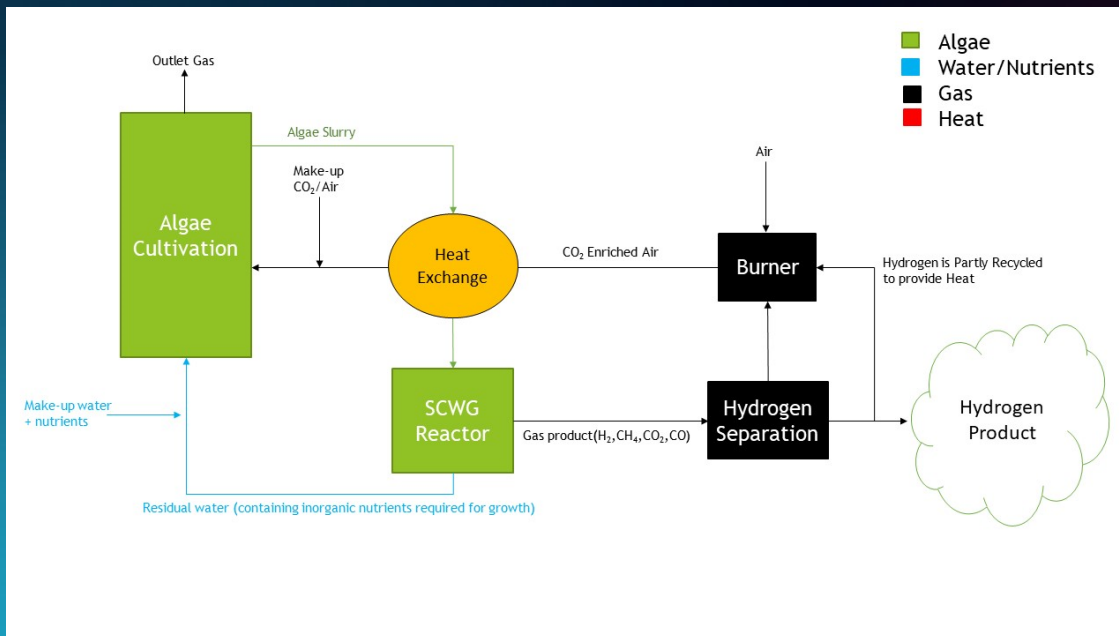 Outlet Gas
Algae Slurry
Make-up
CO₂/Air
Algae
Cultivation
Heat
Exchange
CO₂ Enriched Air
Air
Burner
Hydrogen is Partly Recycled
to provide Heat
Algae
Water/Nutrients
Gas
Heat
Make-up water
+ nutrients
SCWG
Reactor
Gas product(H₂,CH₄,CO₂,CO)
Hydrogen
Separation
Hydrogen
Product
Residual water (containing inorganic nutrients required for growth)